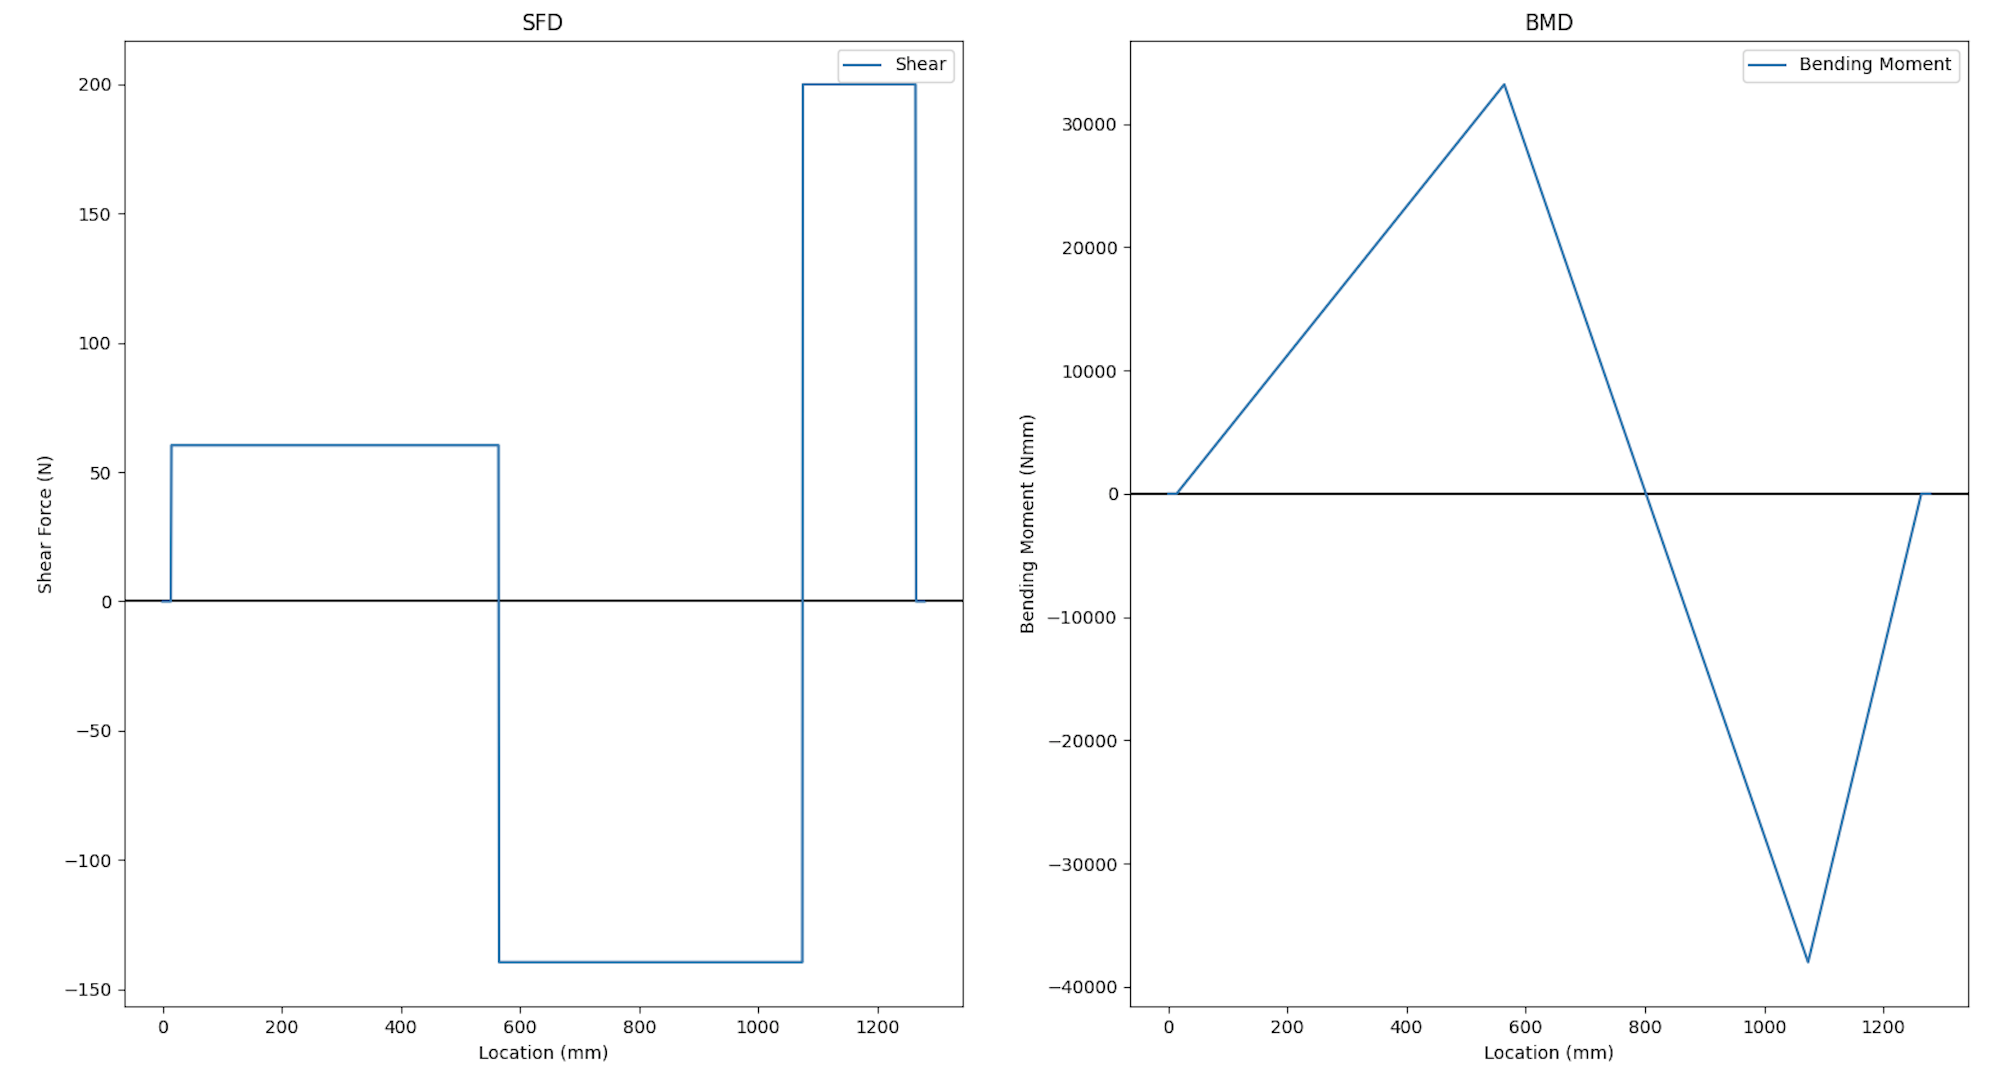 SFD
Shear
200
150
100
50
0
−50
−100
−150
Shear Force (N)
0 200 400 600 800 1000 1200
Location (mm)
BMD
Bending Moment
30000
20000
10000
0
−10000
−20000
−30000
−40000
Bending Moment (Nmm)
0 200 400 600 800 1000 1200
Location (mm)